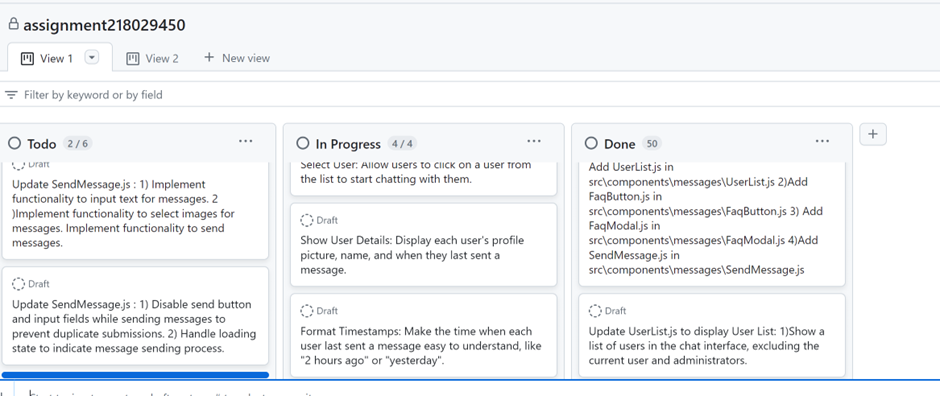 assignment218029450
View 1
View 2
+ New view
Filter by keyword or by field
Todo 2 / 6
Draft
Update SendMessage.js : 1) Implement
functionality to input text for messages. 2
)Implement functionality to select images for
messages. Implement functionality to send
messages.
Draft
Update SendMessage.js : 1) Disable send button
and input fields while sending messages to
prevent duplicate submissions. 2) Handle loading
state to indicate message sending process.
In Progress 4 / 4
Select User: Allow users to click on a user from
the list to start chatting with them.
Draft
Show User Details: Display each user's profile
picture, name, and when they last sent a
message.
Draft
Format Timestamps: Make the time when each
user last sent a message easy to understand, like
"2 hours ago" or "yesterday".
Done 50
Add UserList.js in
src\components\messages\UserList.js 2)Add
FaqButton.js in
src\components\messages\FaqButton.js 3) Add
FaqModal.js in
src\components\messages\FaqModal.js 4)Add
SendMessage.js in
src\components\messages\SendMessage.js
Draft
Update UserList.js to display User List: 1)Show a
list of users in the chat interface, excluding the
current user and administrators.